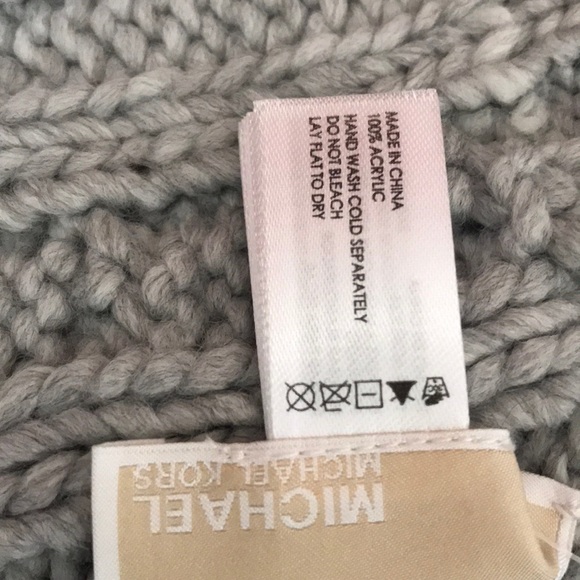 MADE IN CHINA
100% ACRYLIC
HAND WASH COLD SEPARATELY
DO NOT BLEACH
LAY FLAT TO DRY
MICHAEL
MICHAEL KORS